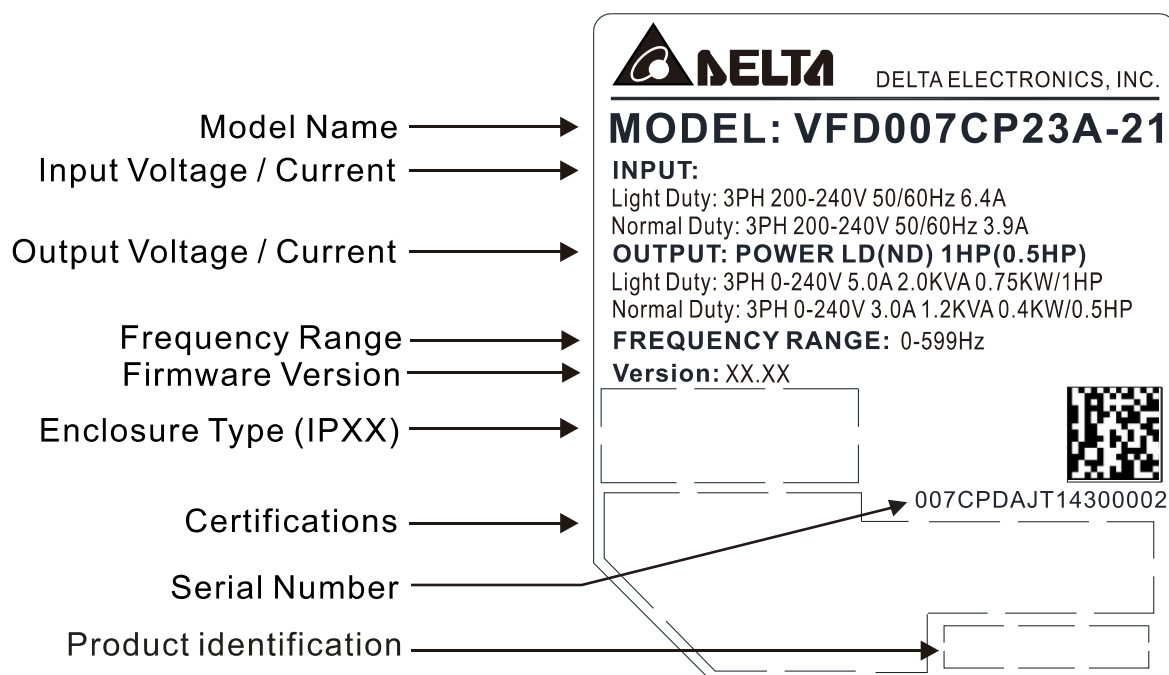 DELTA
DELTA ELECTRONICS, INC.
Model Name
MODEL: VFD007CP23A-21
Input Voltage / Current
INPUT:
Light Duty: 3PH 200-240V 50/60Hz 6.4A
Normal Duty: 3PH 200-240V 50/60Hz 3.9A
Output Voltage / Current
OUTPUT: POWER LD(ND) 1HP(0.5HP)
Light Duty: 3PH 0-240V 5.0A 2.0KVA 0.75KW/1HP
Normal Duty: 3PH 0-240V 3.0A 1.2KVA 0.4KW/0.5HP
Frequency Range
FREQUENCY RANGE: 0-599Hz
Firmware Version
Version: XX.XX
Enclosure Type (IPXX)
Certifications
007CPDAJT14300002
Serial Number
Product identification